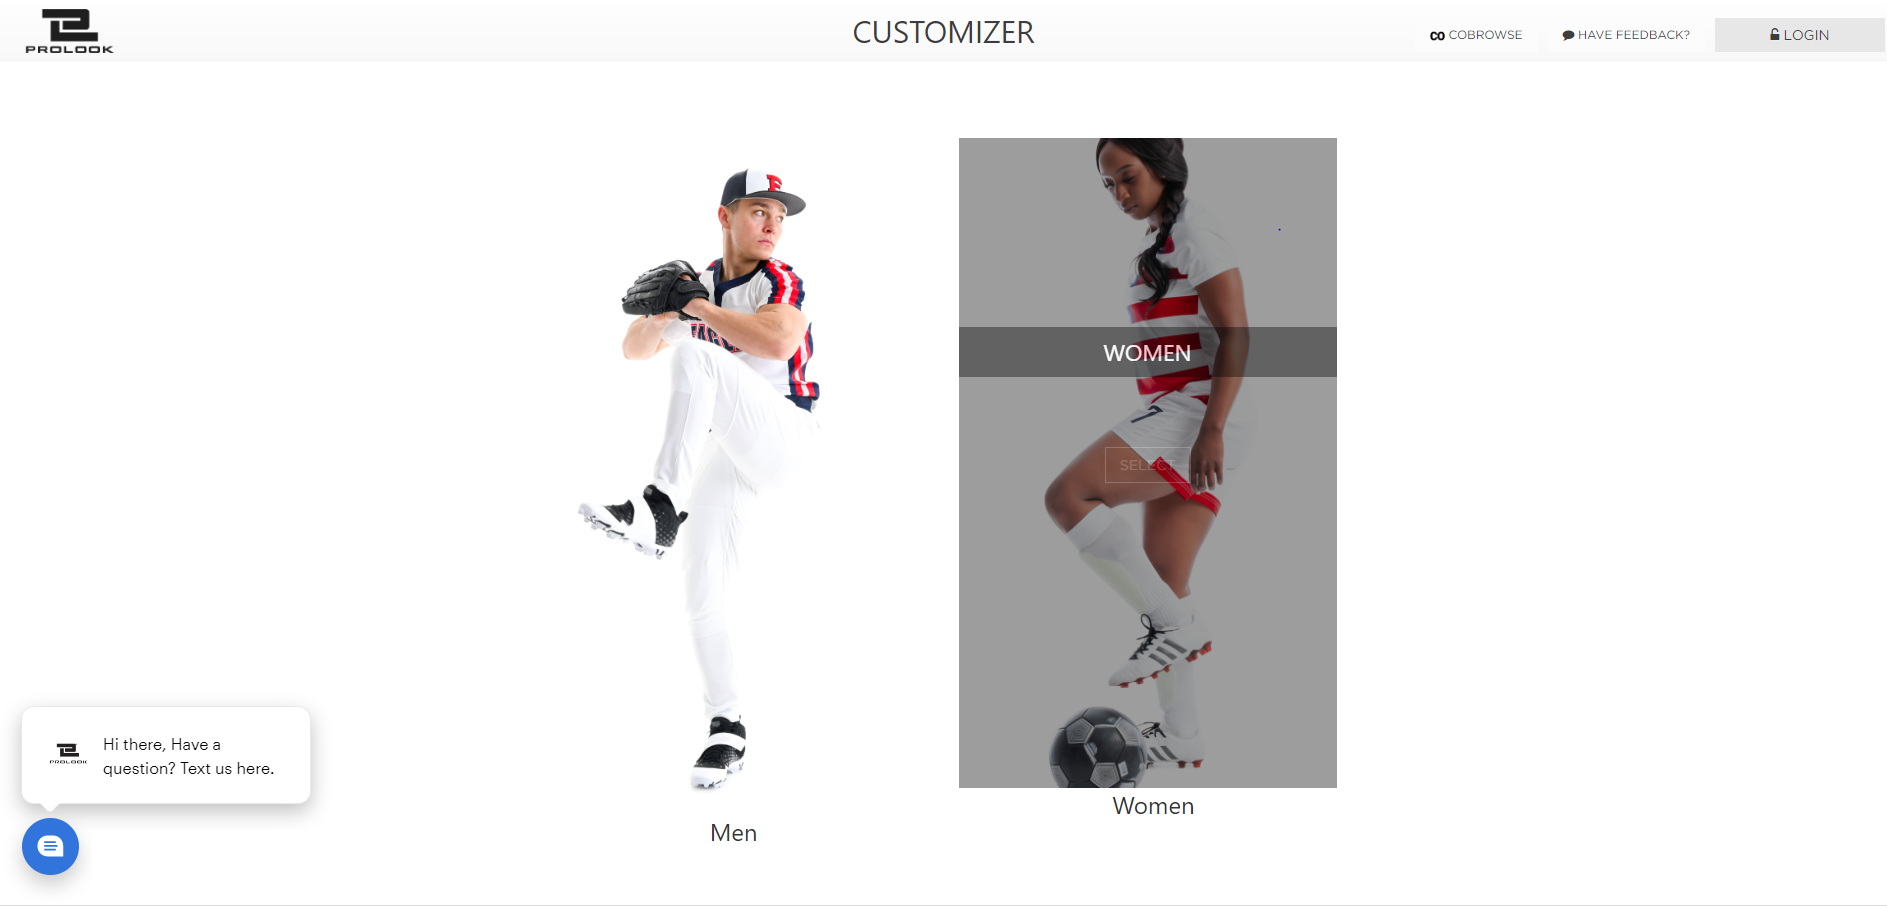 PROLOOK
CUSTOMIZER
CO COBROWSE
HAVE FEEDBACK?
LOGIN
E
WOMEN
7
SELECT
Hi there, Have a
question? Text us here.
PROLOOK
Women
Men